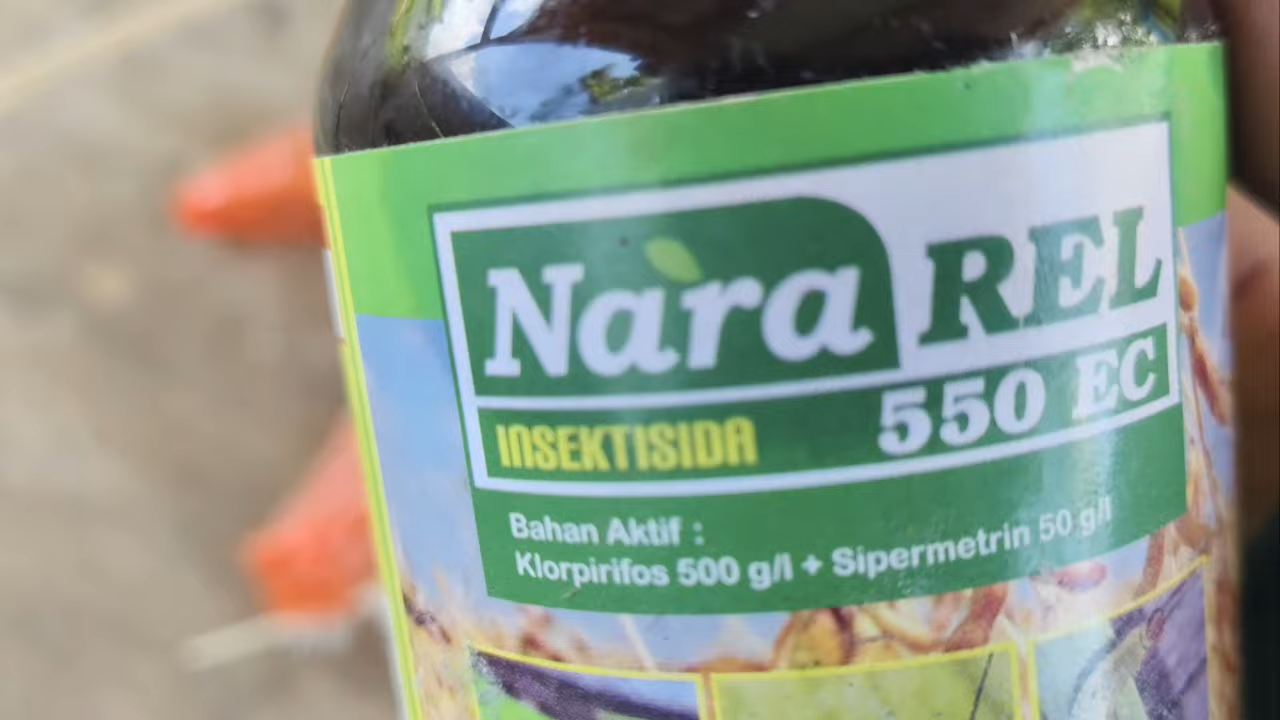 Nara REL
INSEKTISIDA 550 EC
Bahan Aktif :
Klorpirifos 500 g/l + Sipermetrin 50 g/l